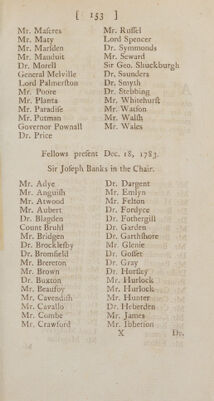 [ 153 ]
Mr. Maſeres
Mr. Maty
Mr. Marſden
Mr. Manduit
Dr. Morell
General Melville
Lord Palmerſton
Mr. Poore
Mr. Planta
Mr. Paradiſe
Mr. Putman
Governor Pownall
Dr. Price
Mr. Ruſſel
Lord Spencer
Dr. Symmonds
Mr. Seward
Sir Geo. Shuckburgh
Dr. Saunders
Dr. Smyth
Dr. Stebbing
Mr. Whitehurſt
Mr. Watſon
Mr. Walſh
Mr. Wales
Fellows preſent Dec. 18, 1783.
Sir Joſeph Banks in the Chair.
Mr. Adye
Mr. Anguiſh
Mr. Atwood
Mr. Aubert
Dr. Blagden
Count Bruhl
Mr. Bridgen
Dr. Brockleſby
Dr. Bromfield
Mr. Brereton
Mr. Brown
Dr. Buxton
Mr. Beaufoy
Mr. Cavendiſh
Mr. Cavallo
Mr. Combe
Mr. Crawford
Dr. Dargent
Mr. Emlyn
Mr. Felton
Dr. Fordyce
Dr. Fothergill
Dr. Garden
Dr. Garthſhore
Mr. Glenie
Dr. Goſſet
Dr. Gray
Dr. Hurſley
Mr. Hurlock
Mr. Hurlock
Mr. Hunter
Dr. Heberden
Mr. James
Mr. Ibbetſon
X Dr.